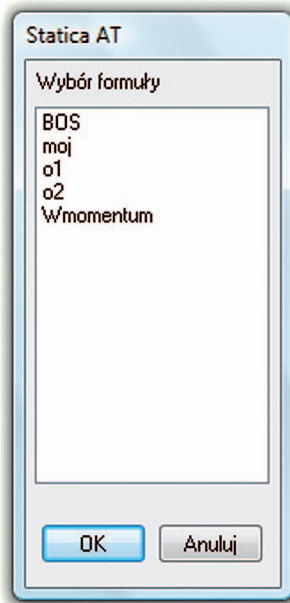 Statica AT
Wybór formuły
BOS
moj
o1
o2
Wmomentum
OK
Anuluj